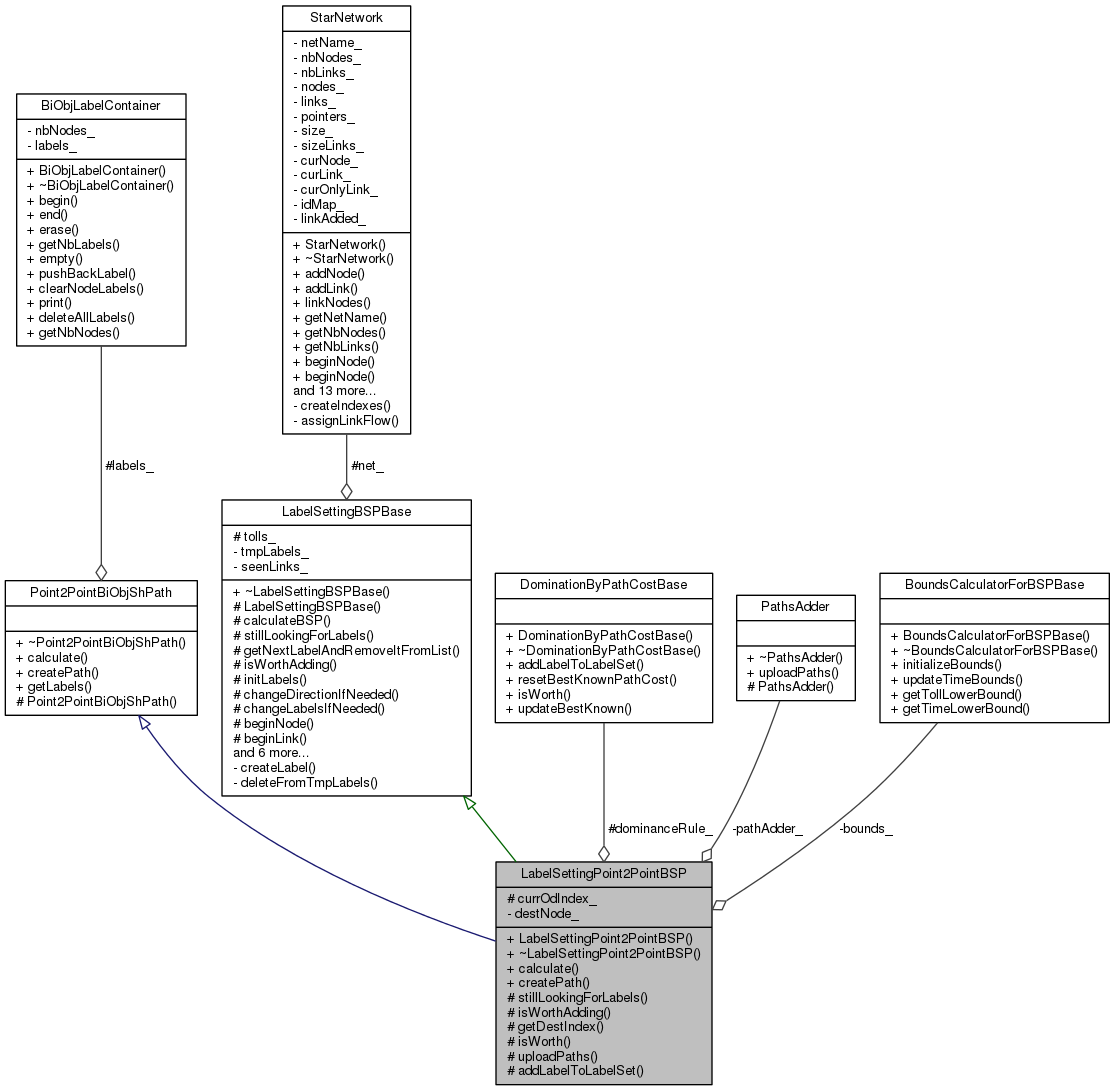 StarNetwork
- netName_
- nbNodes_
- nbLinks_
- nodes_
- links_
- pointers_
- size_
- sizeLinks_
- curNode_
- curLink_
- curOnlyLink_
- idMap_
- linkAdded_
+ StarNetwork()
+ ~StarNetwork()
+ addNode()
+ addLink()
+ linkNodes()
+ getNetName()
+ getNbNodes()
+ getNbLinks()
+ beginNode()
+ beginNode()
and 13 more...
- createIndexes()
- assignLinkFlow()
BiObjLabelContainer
- nbNodes_
- labels_
+ BiObjLabelContainer()
+ ~BiObjLabelContainer()
+ begin()
+ end()
+ erase()
+ getNbLabels()
+ empty()
+ pushBackLabel()
+ clearNodeLabels()
+ print()
+ deleteAllLabels()
+ getNbNodes()
#labels_
#net_
Point2PointBiObjShPath
+ ~Point2PointBiObjShPath()
+ calculate()
+ createPath()
+ getLabels()
# Point2PointBiObjShPath()
LabelSettingBSPBase
# tolls_
- tmpLabels_
- seenLinks_
+ ~LabelSettingBSPBase()
# LabelSettingBSPBase()
# calculateBSP()
# stillLookingForLabels()
# getNextLabelAndRemoveItFromList()
# isWorthAdding()
# initLabels()
# changeDirectionIfNeeded()
# changeLabelsIfNeeded()
# beginNode()
# beginLink()
and 6 more...
- createLabel()
- deleteFromTmpLabels()
DominationByPathCostBase
+ DominationByPathCostBase()
+ ~DominationByPathCostBase()
+ addLabelToLabelSet()
+ resetBestKnownPathCost()
+ isWorth()
+ updateBestKnown()
PathsAdder
+ ~PathsAdder()
+ uploadPaths()
# PathsAdder()
BoundsCalculatorForBSPBase
+ BoundsCalculatorForBSPBase()
+ ~BoundsCalculatorForBSPBase()
+ initializeBounds()
+ updateTimeBounds()
+ getTollLowerBound()
+ getTimeLowerBound()
#dominanceRule_
-pathAdder_
-bounds_
LabelSettingPoint2PointBSP
# currOdIndex_
- destNode_
+ LabelSettingPoint2PointBSP()
+ ~LabelSettingPoint2PointBSP()
+ calculate()
+ createPath()
# stillLookingForLabels()
# isWorthAdding()
# getDestIndex()
# isWorth()
# uploadPaths()
# addLabelToLabelSet()